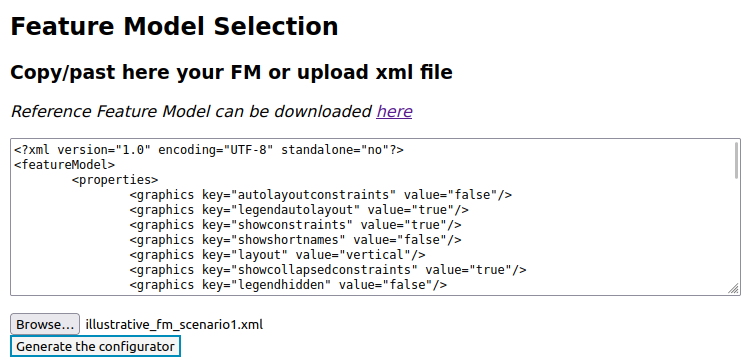 Feature Model Selection
Copy/past here your FM or upload xml file
Reference Feature Model can be downloaded here
<?xml version="1.0" encoding="UTF-8" standalone="no"?>
<featureModel>
<properties>
<graphics key="autolayoutconstraints" value="false"/>
<graphics key="legendautolayout" value="true"/>
<graphics key="showconstraints" value="true"/>
<graphics key="showshortnames" value="false"/>
<graphics key="layout" value="vertical"/>
<graphics key="showcollapsedconstraints" value="true"/>
<graphics key="legendhidden" value="false"/>
Browse... illustrative_fm_scenario1.xml
Generate the configurator